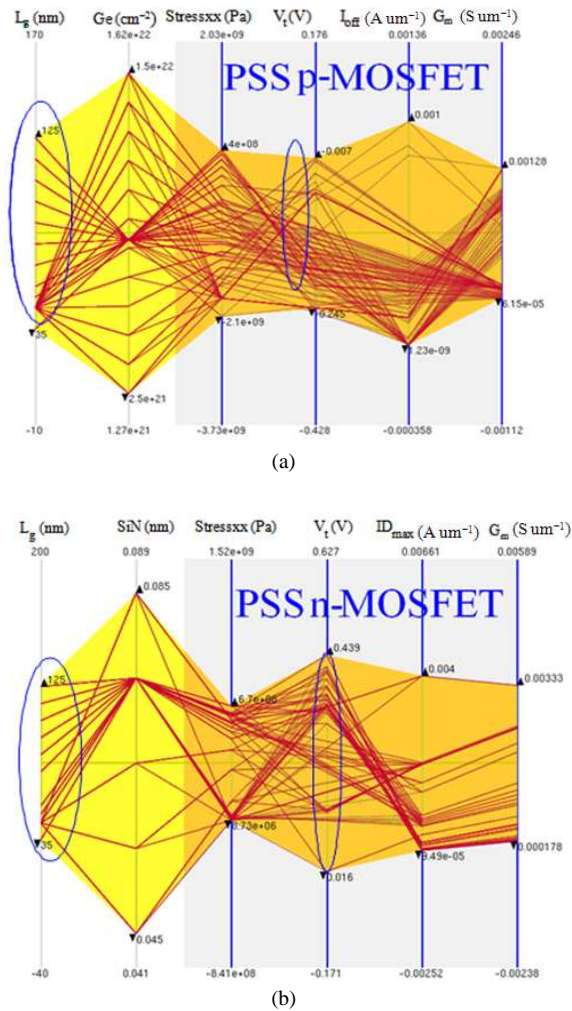 Lg (nm) Ge (cm⁻²) Stressxx (Pa) Vt (V) Ioff (A um⁻¹) Gm (S um⁻¹)
170 1.62e+22 2.03e+09 0.176 0.00136 0.00246
PSS p-MOSFET
1.5e+22
125 4e+08 -0.007 0.001 0.00128
35 -2.1e+09 -0.245 1.23e-09 6.15e-05
2.5e+21
-10 1.27e+21 -3.73e+09 -0.428 -0.000358 -0.00112
(a)
Lg (nm) SiN (nm) Stressxx (Pa) Vt (V) IDmax (A um⁻¹) Gm (S um⁻¹)
200 0.089 1.52e+09 0.627 0.00661 0.00589
PSS n-MOSFET
0.085
125 6.7e+08 0.439 0.004 0.00333
35 0.016 9.49e-05 0.000178
0.045
-40 0.041 -8.41e+08 -0.171 -0.00252 -0.00238
(b)